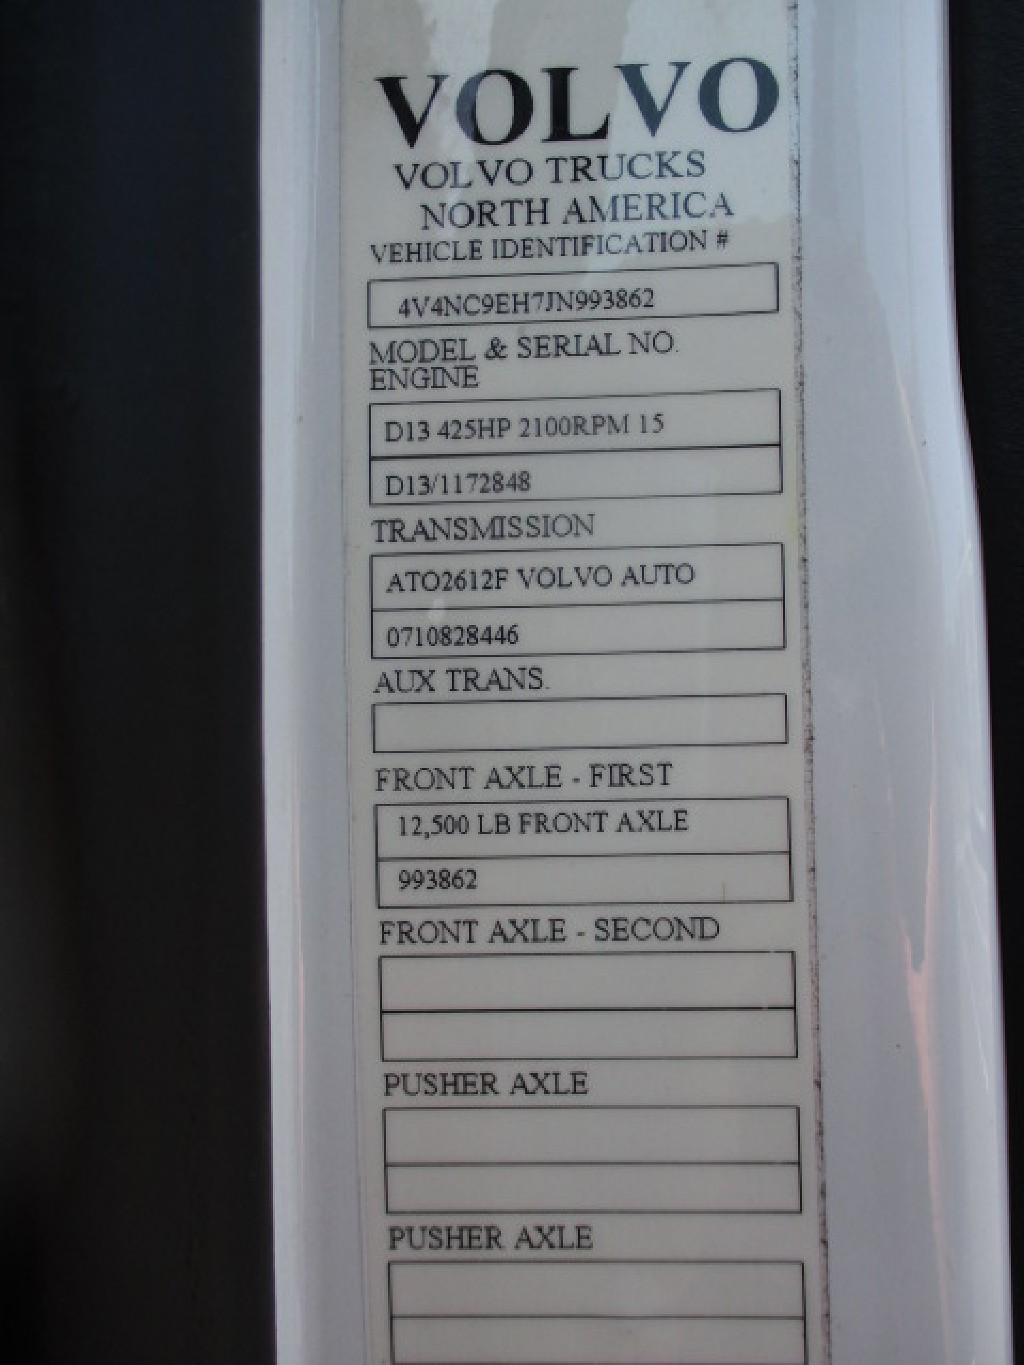 VOLVO
VOLVO TRUCKS
NORTH AMERICA
VEHICLE IDENTIFICATION #
4V4NC9EH7JN993862
MODEL & SERIAL NO.
ENGINE
D13 425HP 2100RPM 15
D13/1172848
TRANSMISSION
ATO2612F VOLVO AUTO
0710828446
AUX TRANS.
FRONT AXLE - FIRST
12,500 LB FRONT AXLE
993862
FRONT AXLE - SECOND
PUSHER AXLE
PUSHER AXLE